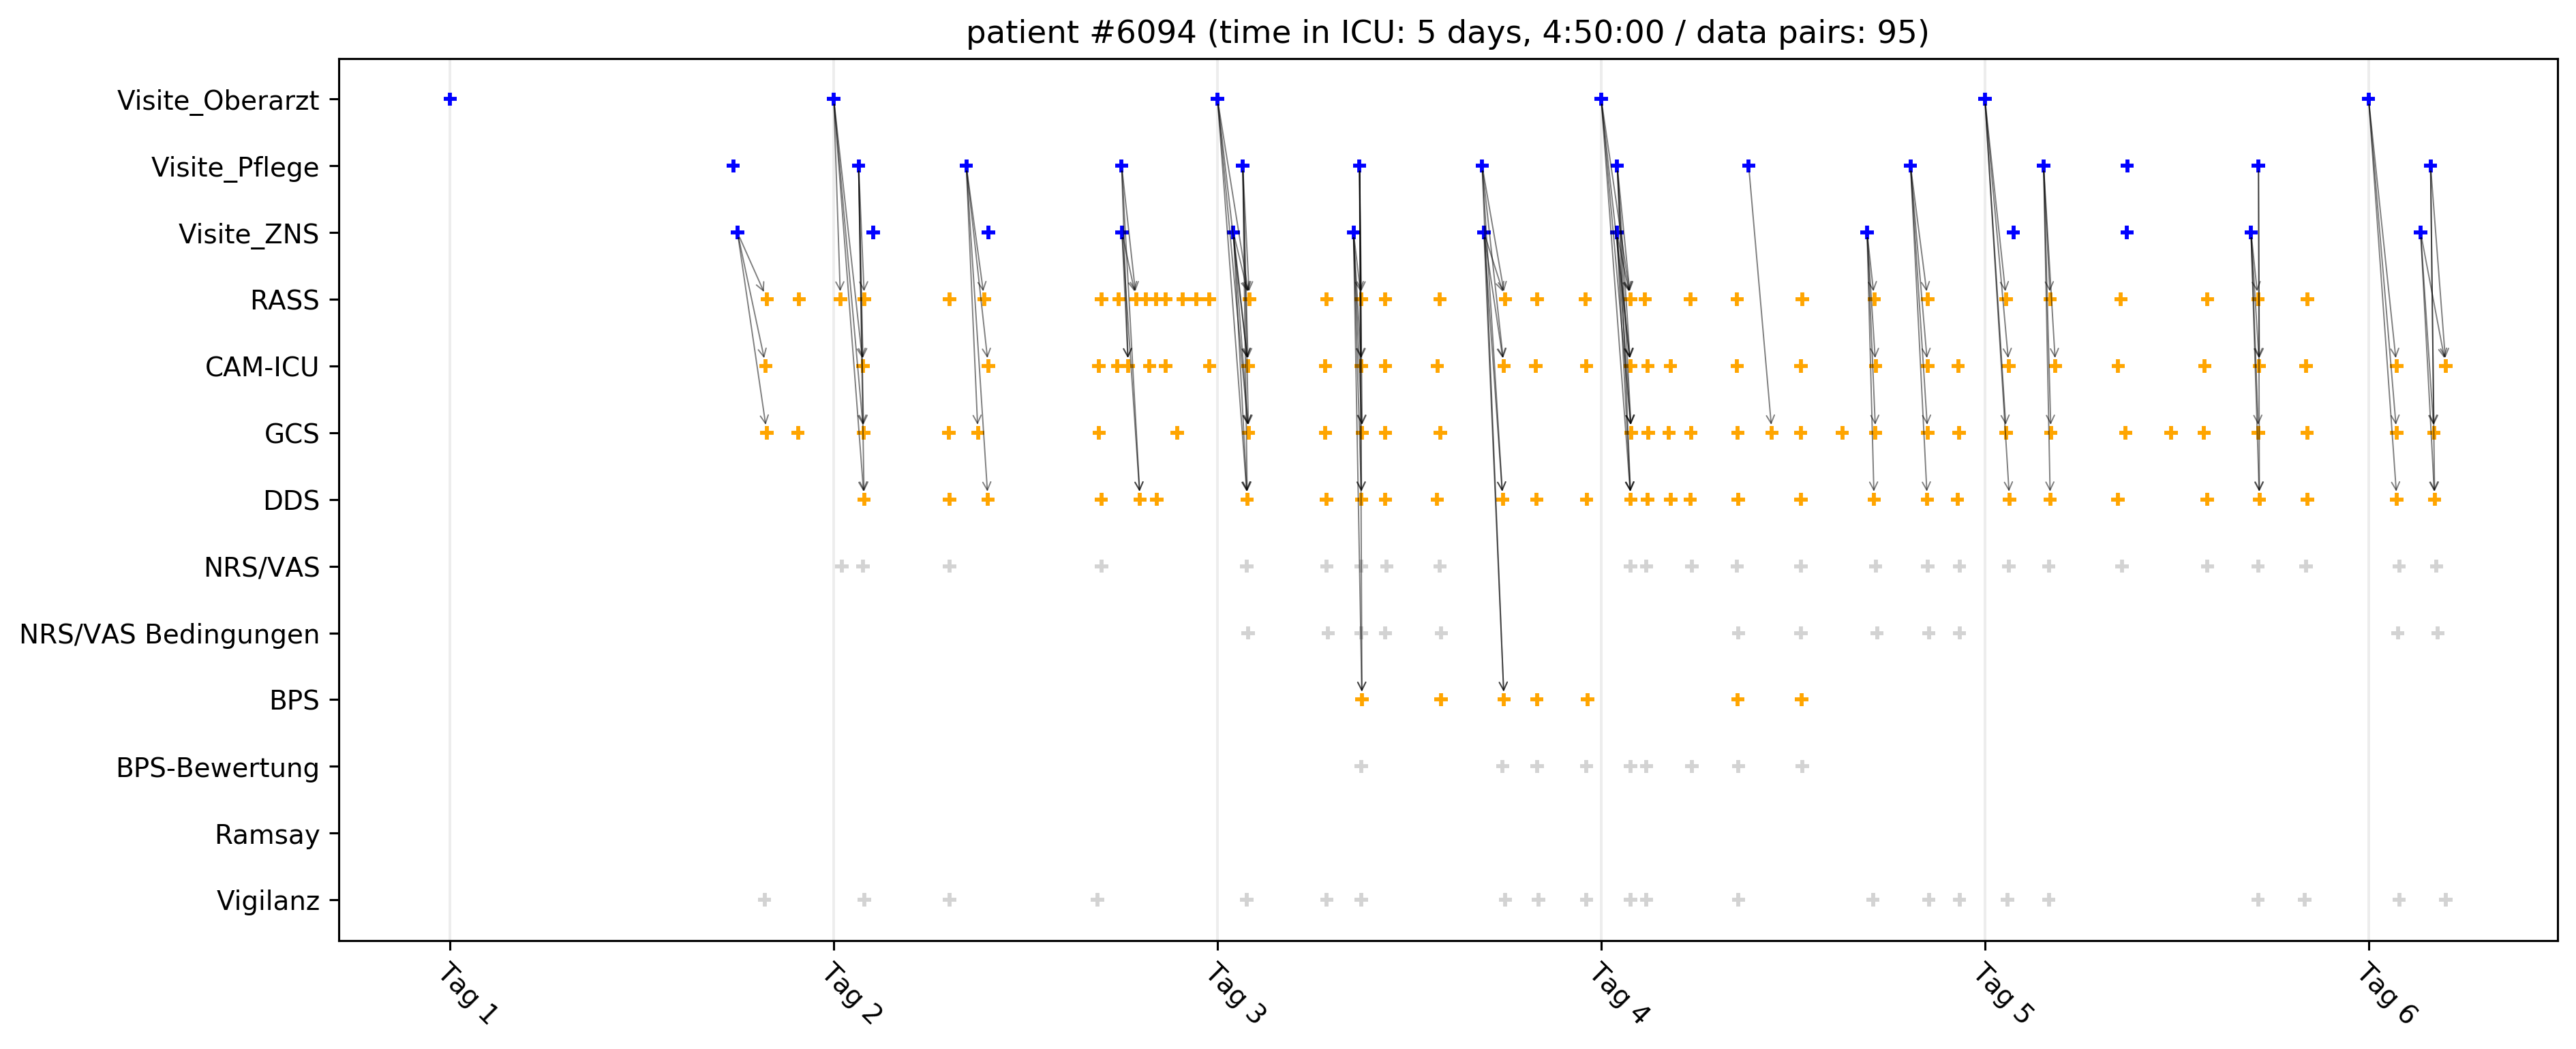 patient #6094 (time in ICU: 5 days, 4:50:00 / data pairs: 95)
Visite_Oberarzt
Visite_Pflege
Visite_ZNS
RASS
CAM-ICU
GCS
DDS
NRS/VAS
NRS/VAS Bedingungen
BPS
BPS-Bewertung
Ramsay
Vigilanz
Tag 1
Tag 2
Tag 3
Tag 4
Tag 5
Tag 6